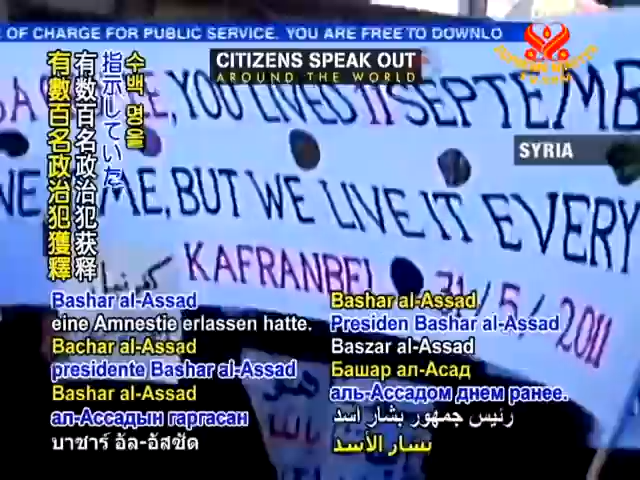 OF CHARGE FOR PUBLIC SERVICE. YOU ARE FREE TO DOWNLO
CITIZENS SPEAK OUT
AROUND THE WORLD
SYRIA
YOU LIVED 11 SEPTEMB
ME, BUT WE LIVE IT EVERY
KAFRANBEL 31/5/2011
수백 명을
指示していた
有数百名政治犯获释
有數百名政治犯獲釋
Bashar al-Assad
eine Amnestie erlassen hatte.
Bachar al-Assad
presidente Bashar al-Assad
Bashar al-Assad
ал-Ассадын гаргасан
บาชาร์ อัล-อัสซัด
Bashar al-Assad
Presiden Bashar al-Assad
Baszar al-Assad
Башар ал-Асад
аль-Ассадом днем ранее.
رئیس جمهور بشار اسد
بشار الأسد